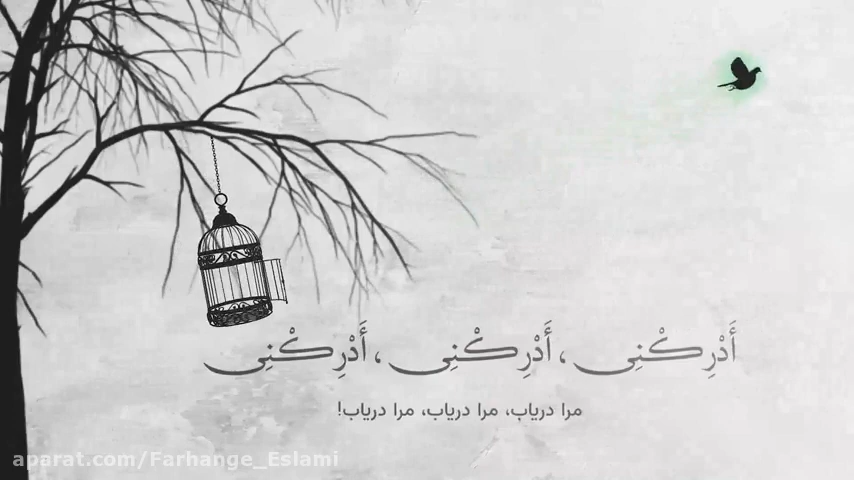 أَدْرِكْنِی، أَدْرِكْنِی، أَدْرِكْنِی
مرا دریاب، مرا دریاب، مرا دریاب!
aparat.com/Farhange_Eslami